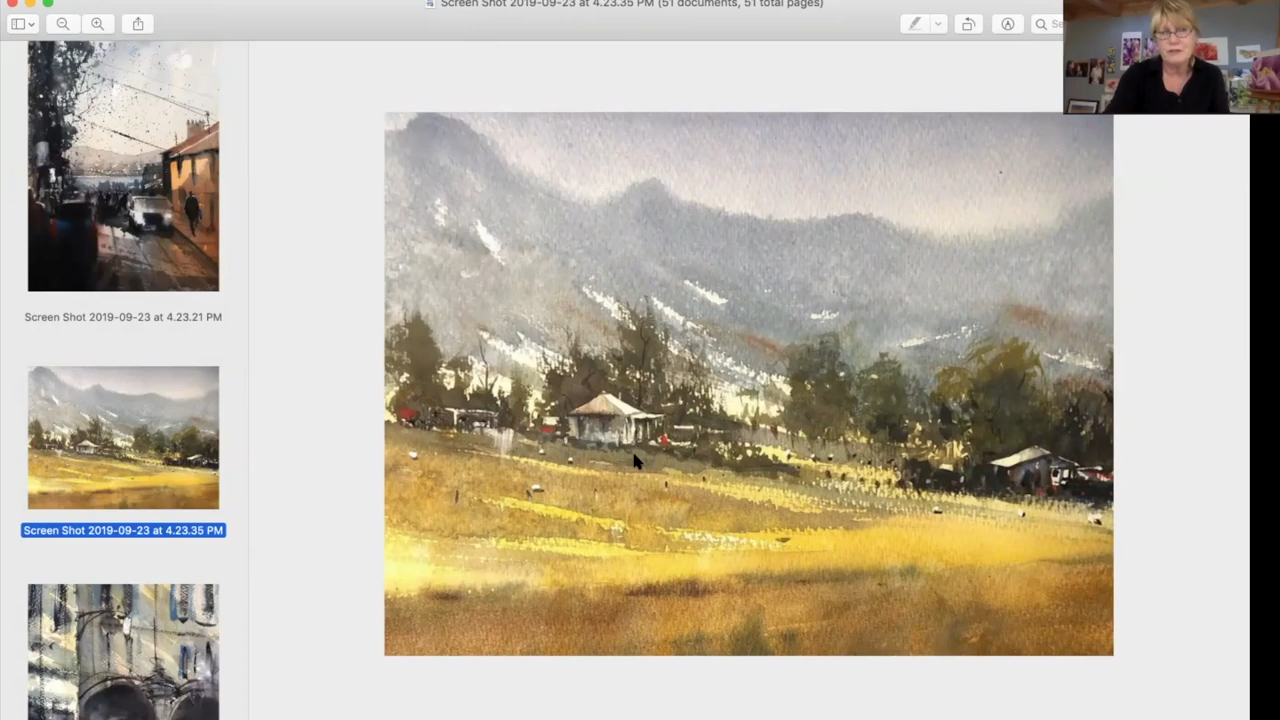 Screen Shot 2019-09-23 at 4.23.35 PM (51 documents, 51 total pages)
Se
Screen Shot 2019-09-23 at 4.23.21 PM
Screen Shot 2019-09-23 at 4.23.35 PM